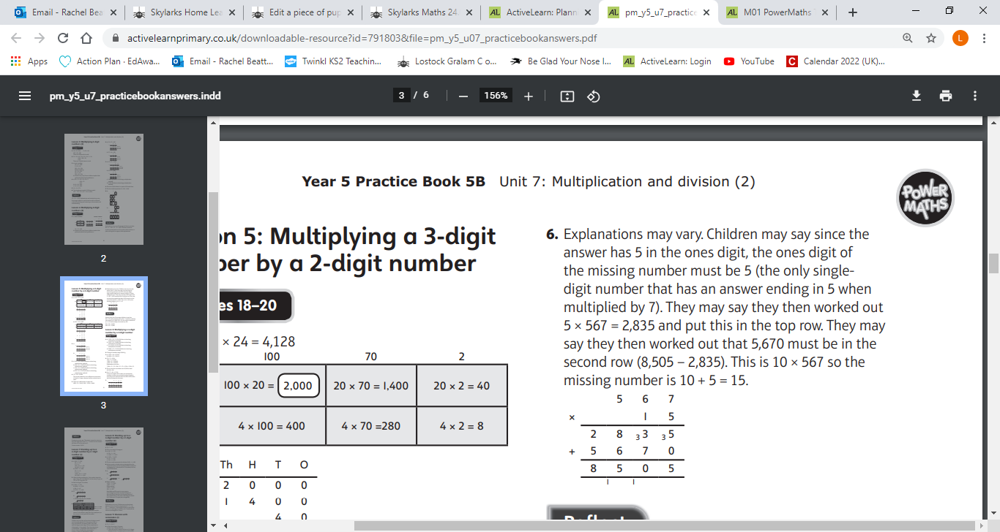 Email - Rachel Bea
Skylarks Home Lea
Edit a piece of pup
Skylarks Maths 24.
ActiveLearn: Plann
pm_y5_u7_practice
M01 PowerMaths
activelearnprimary.co.uk/downloadable-resource?id=791803&file=pm_y5_u07_practicebookanswers.pdf
L
Apps
Action Plan · EdAwa...
Email - Rachel Beatt...
Twinkl KS2 Teachin...
Lostock Gralam C o...
Be Glad Your Nose I...
ActiveLearn: Login
YouTube
Calendar 2022 (UK)...
pm_y5_u7_practicebookanswers.indd
3 / 6
156%
2
3
Year 5 Practice Book 5B Unit 7: Multiplication and division (2)
POWER
MATHS
on 5: Multiplying a 3-digit
ber by a 2-digit number
es 18–20
× 24 = 4,128
100 70 2
100 × 20 = 2,000 20 × 70 = 1,400 20 × 2 = 40
4 × 100 = 400 4 × 70 =280 4 × 2 = 8
Th H T O
2 0 0 0
1 4 0 0
4 0
6. Explanations may vary. Children may say since the
answer has 5 in the ones digit, the ones digit of
the missing number must be 5 (the only single-
digit number that has an answer ending in 5 when
multiplied by 7). They may say they then worked out
5 × 567 = 2,835 and put this in the top row. They may
say they then worked out that 5,670 must be in the
second row (8,505 – 2,835). This is 10 × 567 so the
missing number is 10 + 5 = 15.
5 6 7
× 1 5
2 8 3 3 3 5
+ 5 6 7 0
8 5 0 5
1 1
Reflect